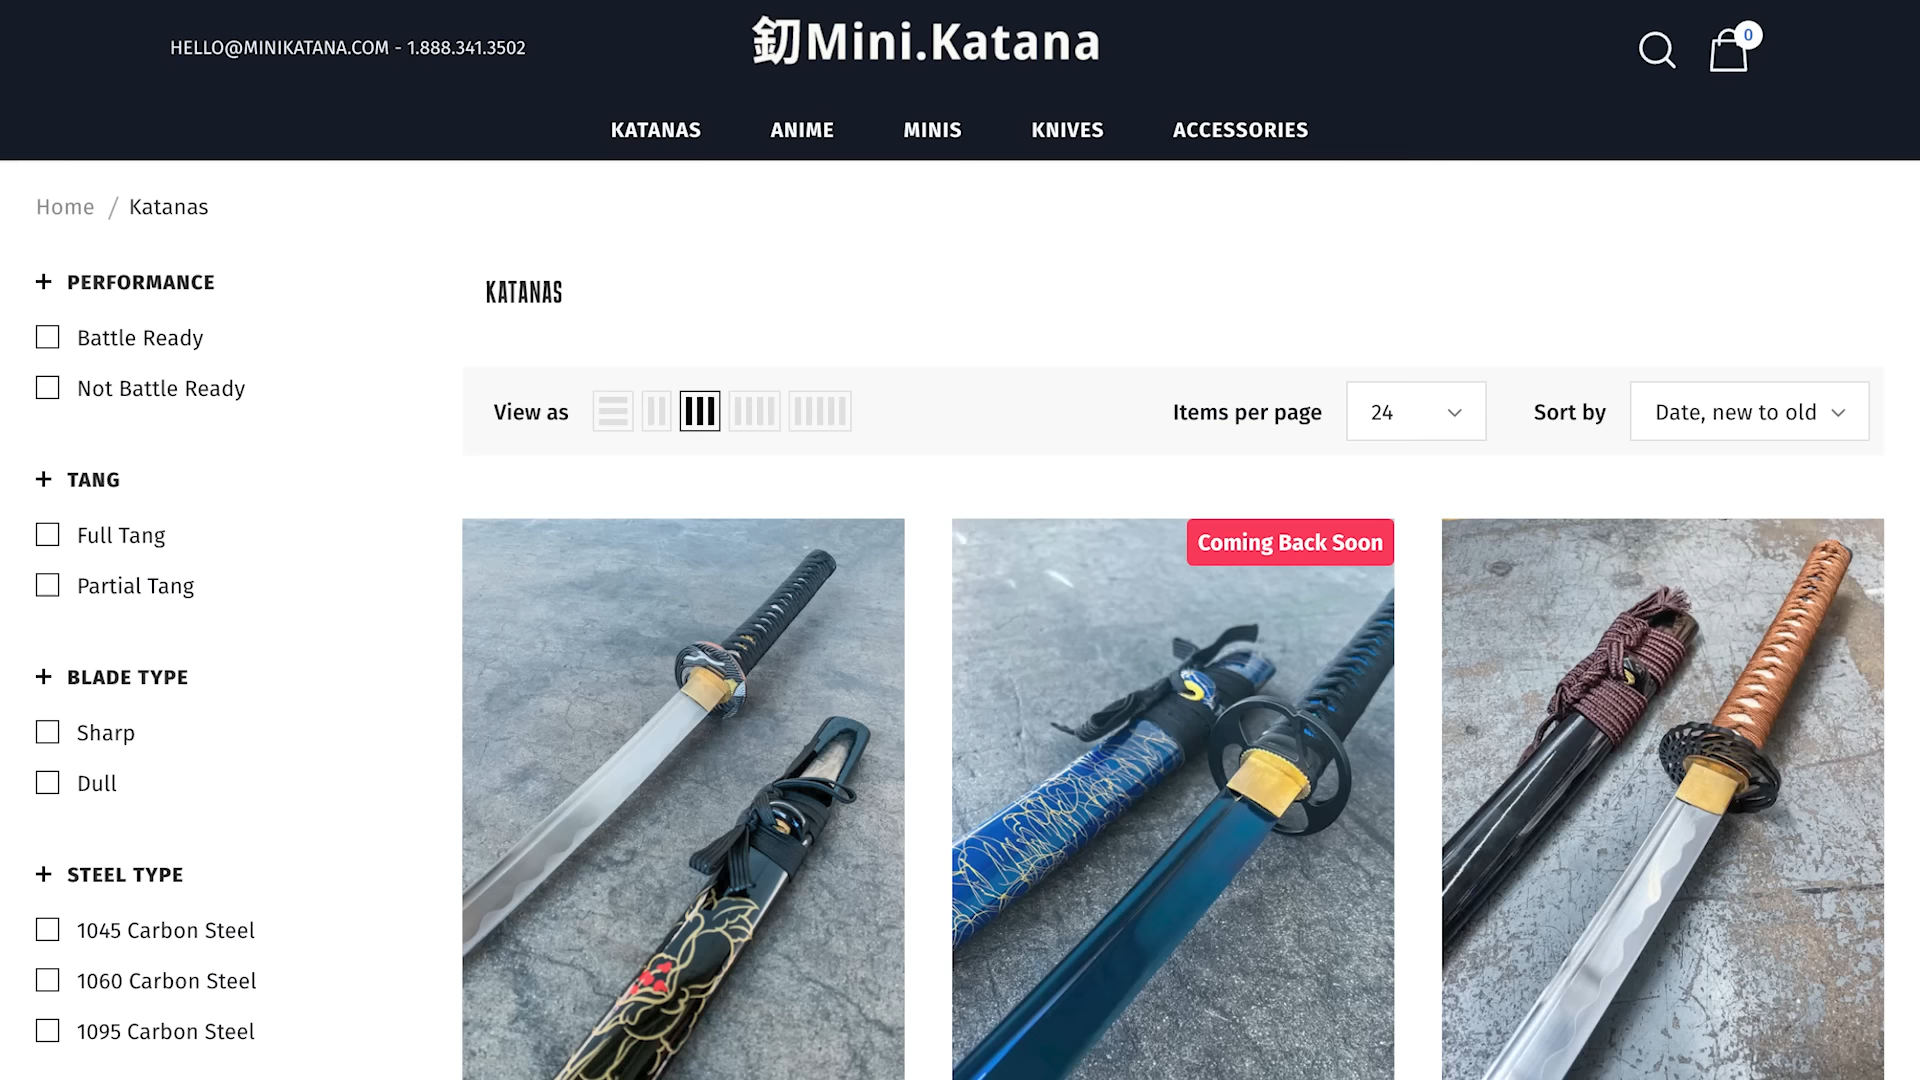 HELLO@MINIKATANA.COM - 1.888.341.3502
釰Mini.Katana
0
KATANAS
ANIME
MINIS
KNIVES
ACCESSORIES
Home / Katanas
+ PERFORMANCE
Battle Ready
Not Battle Ready
+ TANG
Full Tang
Partial Tang
+ BLADE TYPE
Sharp
Dull
+ STEEL TYPE
1045 Carbon Steel
1060 Carbon Steel
1095 Carbon Steel
KATANAS
View as
Items per page
24
Sort by
Date, new to old
Coming Back Soon